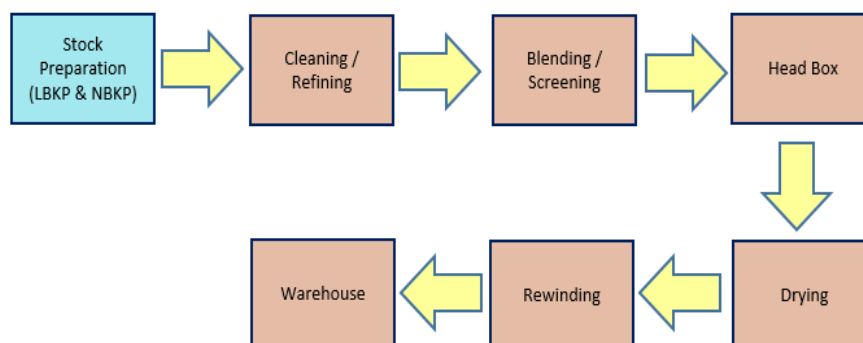 Stock
Preparation
(LBKP & NBKP)
Cleaning /
Refining
Blending /
Screening
Head Box
Drying
Rewinding
Warehouse